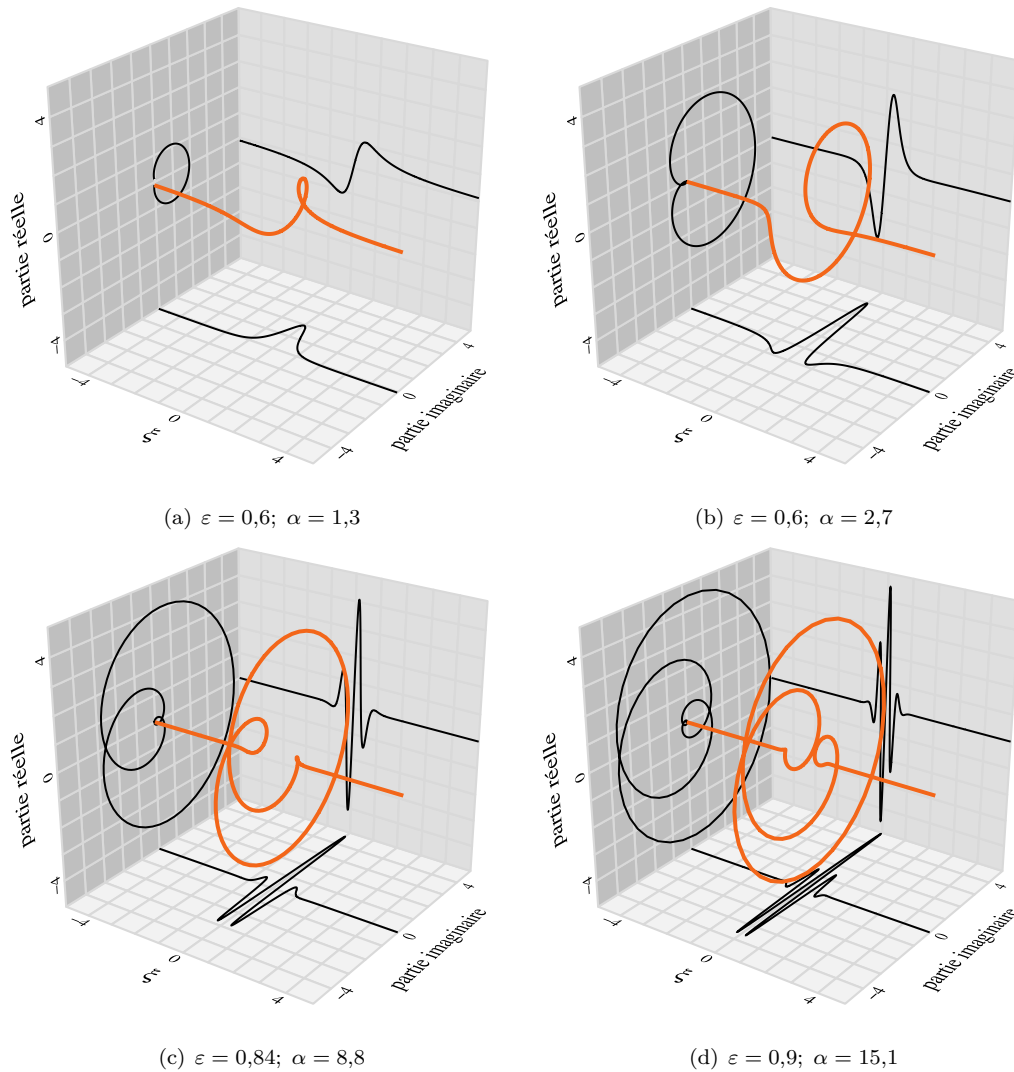 4
0
−4
partie réelle
−4
0
4
ς
−4
0
4
partie imaginaire
4
0
−4
partie réelle
−4
0
4
ς
−4
0
4
partie imaginaire
(a) ε = 0,6; α = 1,3
(b) ε = 0,6; α = 2,7
4
0
−4
partie réelle
−4
0
4
ς
−4
0
4
partie imaginaire
4
0
−4
partie réelle
−4
0
4
ς
−4
0
4
partie imaginaire
(c) ε = 0,84; α = 8,8
(d) ε = 0,9; α = 15,1